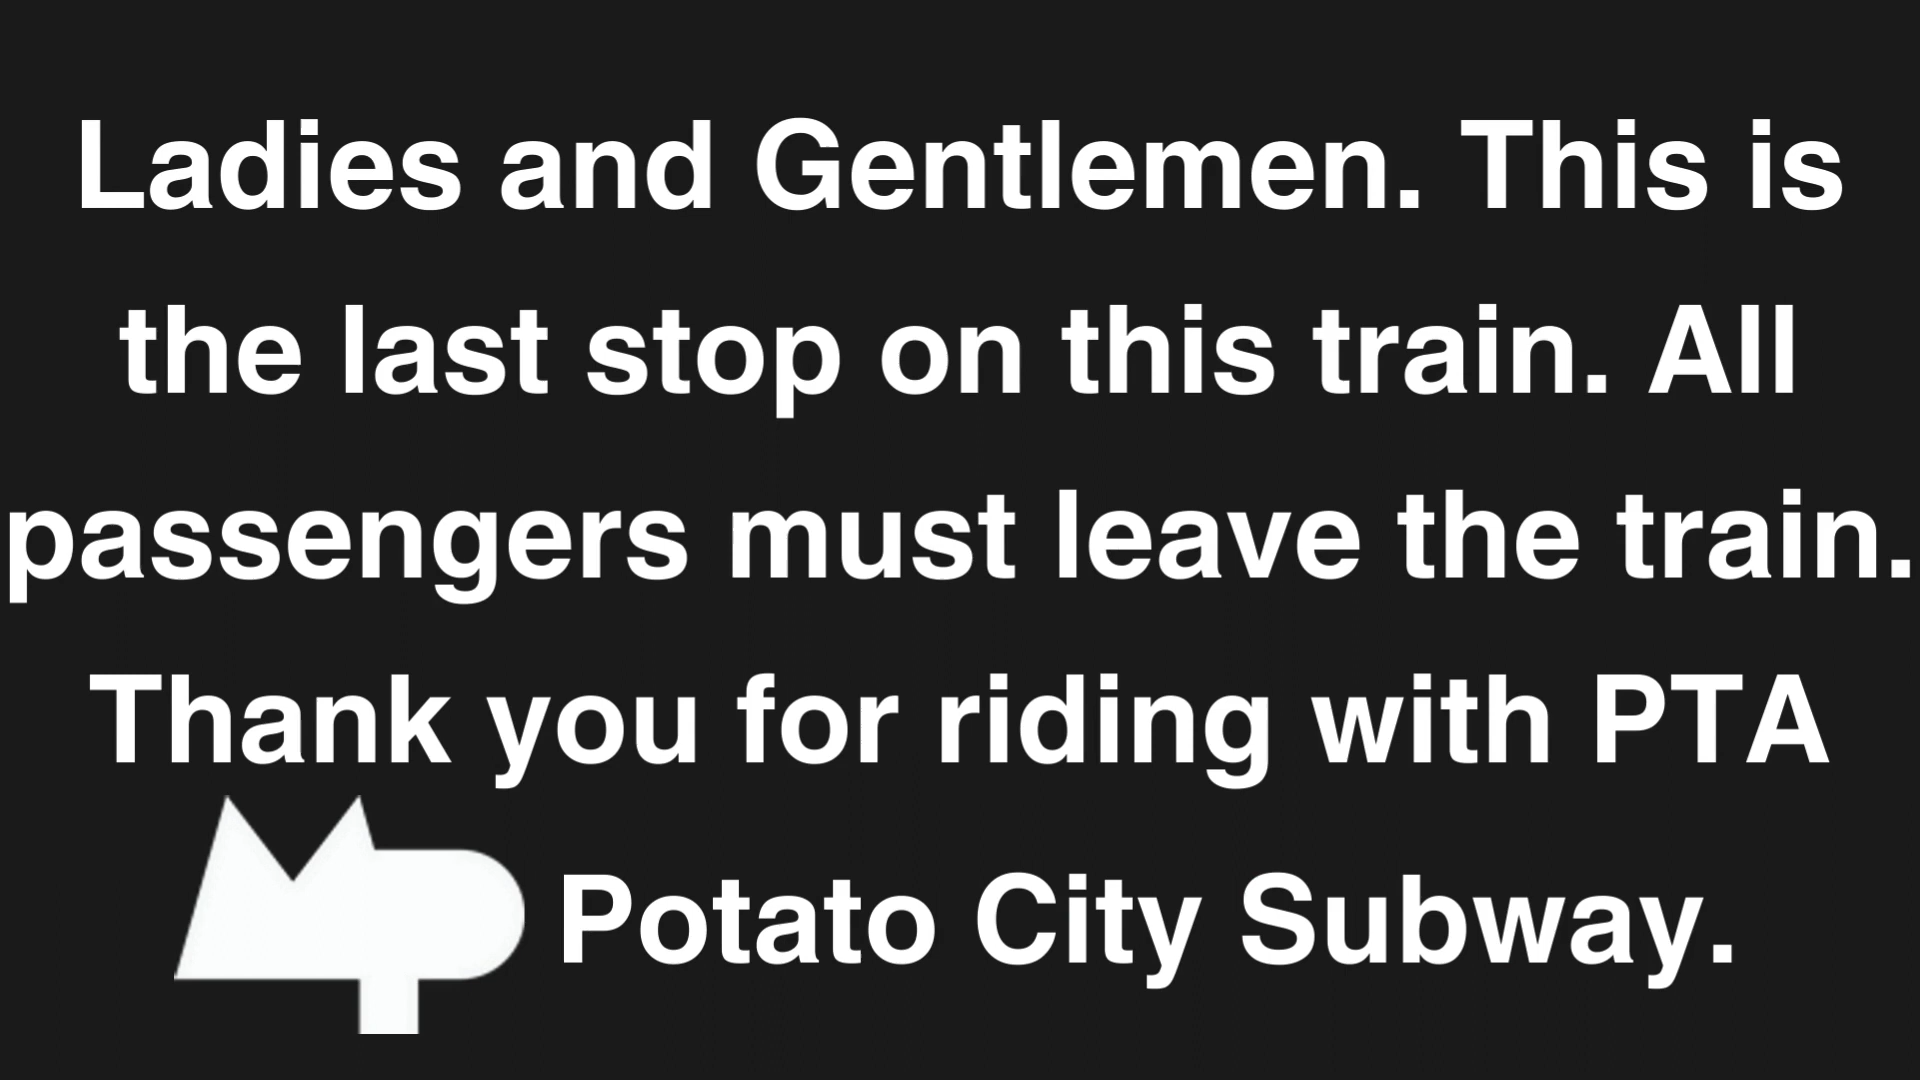 Ladies and Gentlemen. This is
the last stop on this train. All
passengers must leave the train.
Thank you for riding with PTA
Potato City Subway.